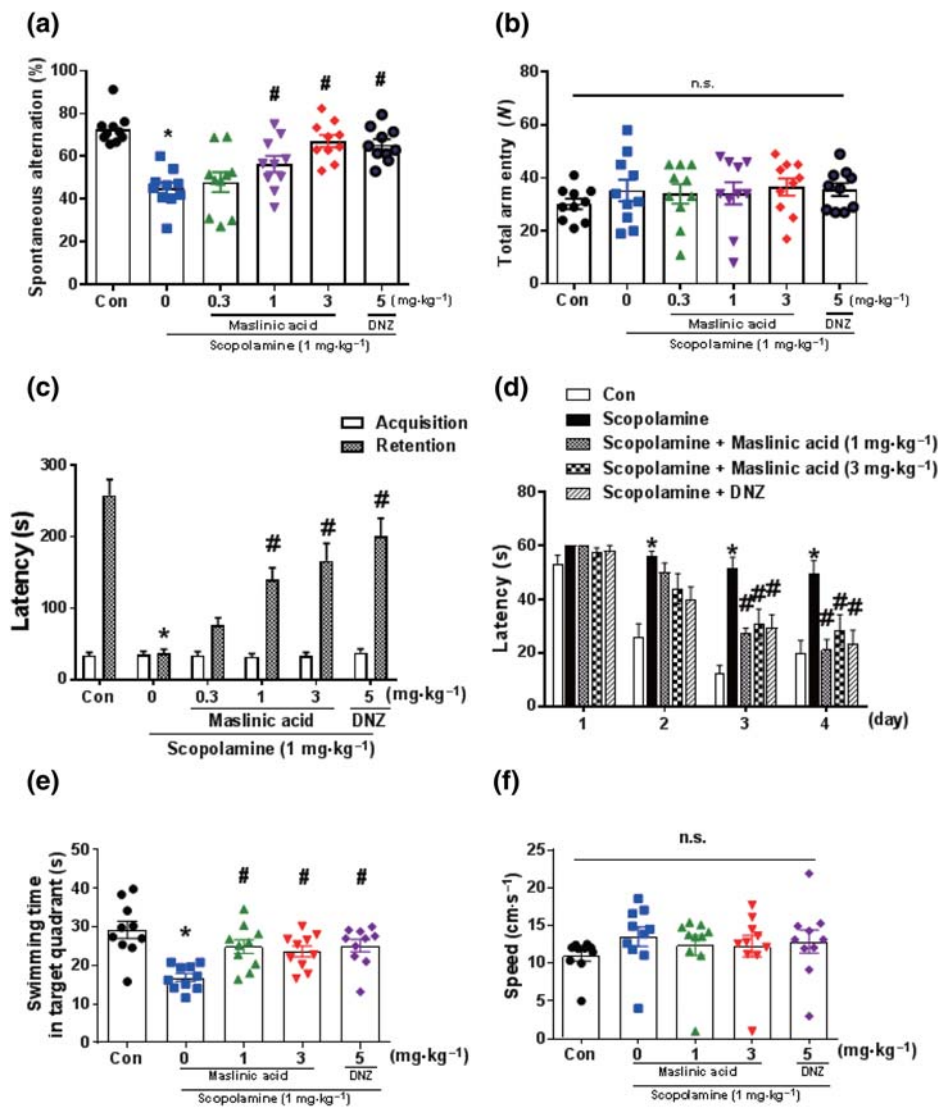 (a)
Spontaneous alternation (%)
100
80
60
40
20
0
*
#
#
#
Con
0
0.3
1
3
5 (mg·kg⁻¹)
Maslinic acid
DNZ
Scopolamine (1 mg·kg⁻¹)
(b)
Total arm entry (N)
80
60
40
20
0
n.s.
Con
0
0.3
1
3
5 (mg·kg⁻¹)
Maslinic acid
DNZ
Scopolamine (1 mg·kg⁻¹)
(c)
Acquisition
Retention
Latency (s)
300
200
100
0
*
#
#
#
Con
0
0.3
1
3
5 (mg·kg⁻¹)
Maslinic acid
DNZ
Scopolamine (1 mg·kg⁻¹)
(d)
Con
Scopolamine
Scopolamine + Maslinic acid (1 mg·kg⁻¹)
Scopolamine + Maslinic acid (3 mg·kg⁻¹)
Scopolamine + DNZ
Latency (s)
80
60
40
20
0
*
*
###
*
###
1
2
3
4
(day)
(e)
Swimming time
in target quadrant (s)
50
40
30
20
10
0
*
#
#
#
Con
0
1
3
5
(mg·kg⁻¹)
Maslinic acid
DNZ
Scopolamine (1 mg·kg⁻¹)
(f)
Speed (cm·s⁻¹)
25
20
15
10
5
0
n.s.
Con
0
1
3
5
(mg·kg⁻¹)
Maslinic acid
DNZ
Scopolamine (1 mg·kg⁻¹)